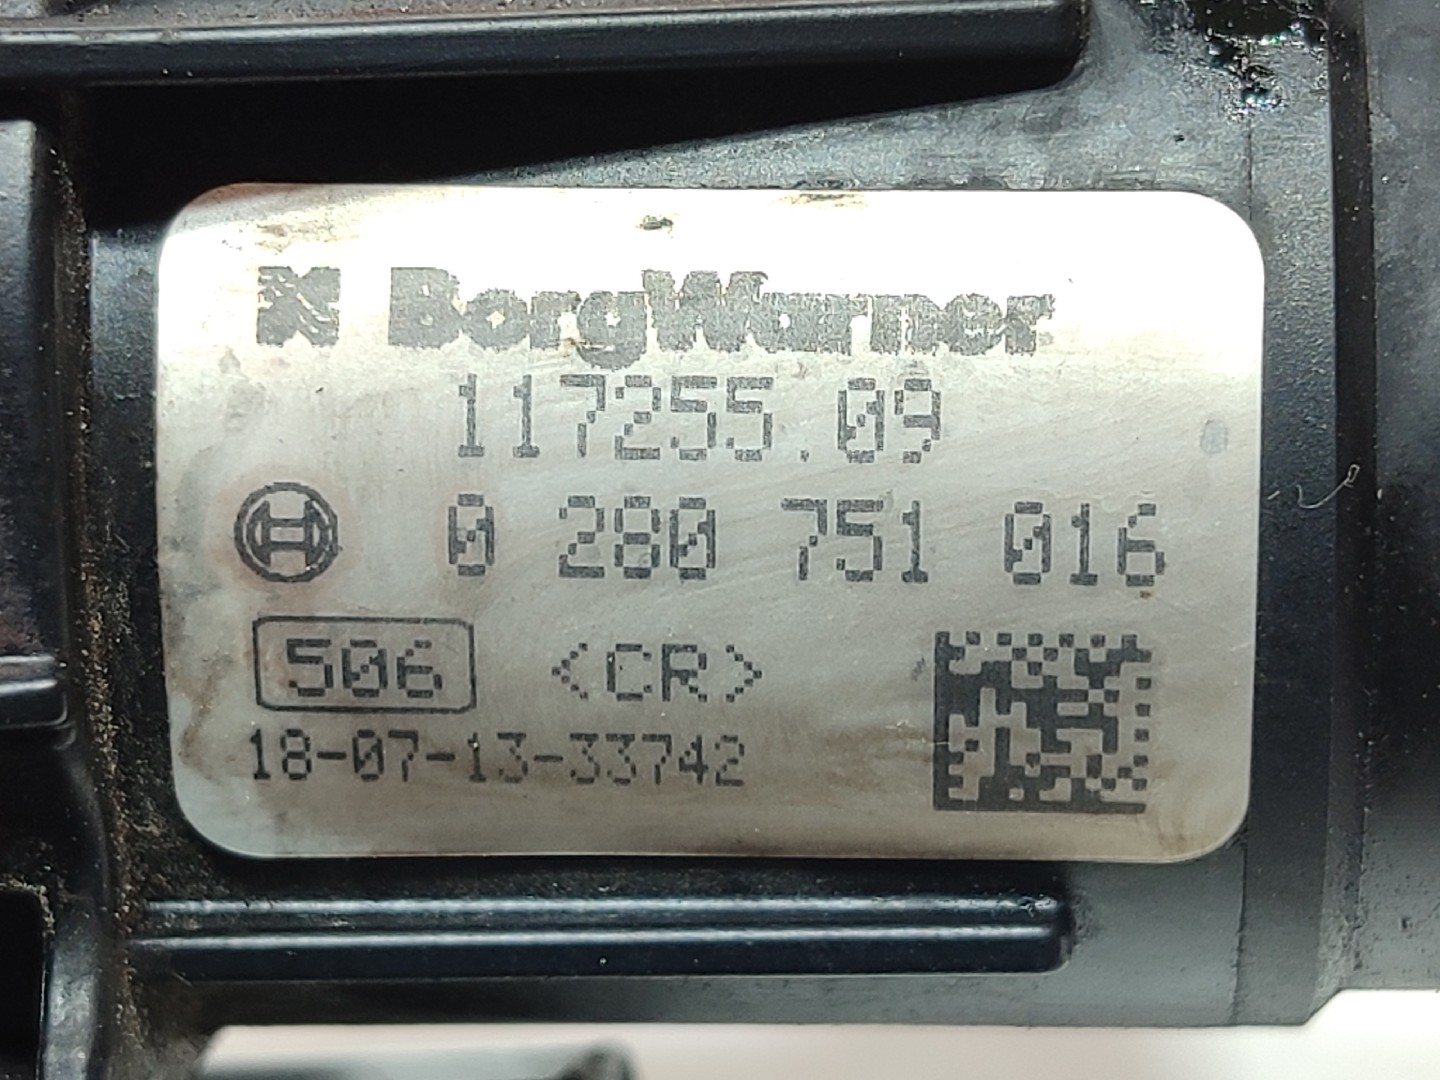 BorgWarner
117255.09
0 280 751 016
506 <CR>
18-07-13-33742